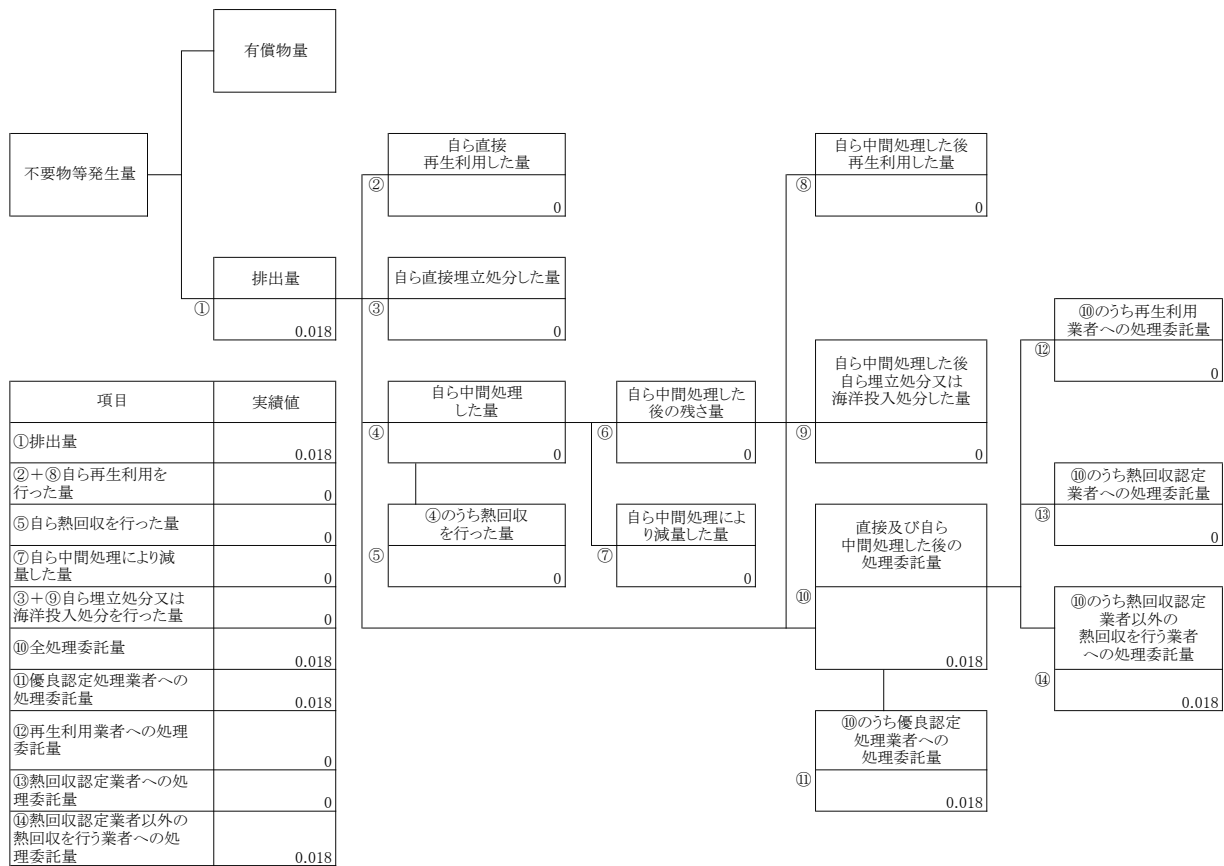 有償物量
不要物等発生量
自ら直接
再生利用した量
②
0
自ら中間処理した後
再生利用した量
⑧
0
排出量
①
0.018
自ら直接埋立処分した量
③
0
⑩のうち再生利用
業者への処理委託量
⑫
0
自ら中間処理
した量
④
0
自ら中間処理した
後の残さ量
⑥
0
自ら中間処理した後
自ら埋立処分又は
海洋投入処分した量
⑨
0
⑩のうち熱回収認定
業者への処理委託量
⑬
0
④のうち熱回収
を行った量
⑤
0
自ら中間処理によ
り減量した量
⑦
0
直接及び自ら
中間処理した後の
処理委託量
⑩
0.018
⑩のうち熱回収認定
業者以外の
熱回収を行う業者
への処理委託量
⑭
0.018
⑩のうち優良認定
処理業者への
処理委託量
⑪
0.018
項目 実績値
①排出量
0.018
②+⑧自ら再生利用を
行った量 0
⑤自ら熱回収を行った量
0
⑦自ら中間処理により減
量した量 0
③+⑨自ら埋立処分又は
海洋投入処分を行った量 0
⑩全処理委託量
0.018
⑪優良認定処理業者への
処理委託量 0.018
⑫再生利用業者への処理
委託量 0
⑬熱回収認定業者への処
理委託量 0
⑭熱回収認定業者以外の
熱回収を行う業者への処
理委託量 0.018